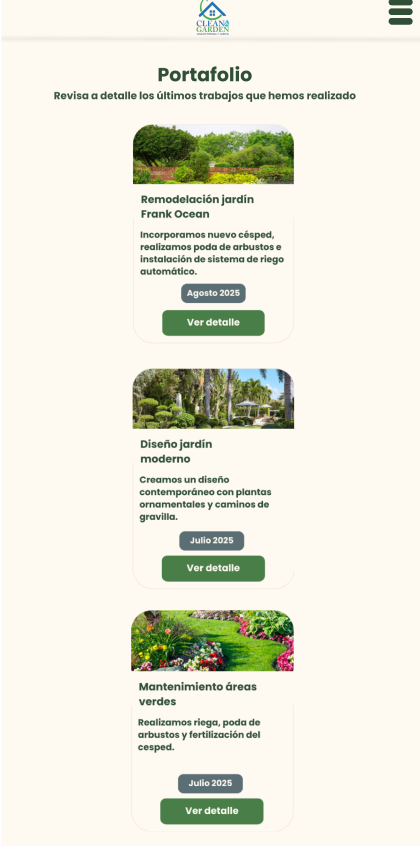 CLEAN
GARDEN
Portafolio
Revisa a detalle los últimos trabajos que hemos realizado
Remodelación jardín
Frank Ocean
Incorporamos nuevo césped,
realizamos poda de arbustos e
instalación de sistema de riego
automático.
Agosto 2025
Ver detalle
Diseño jardín
moderno
Creamos un diseño
contemporáneo con plantas
ornamentales y caminos de
gravilla.
Julio 2025
Ver detalle
Mantenimiento áreas
verdes
Realizamos riega, poda de
arbustos y fertilización del
cesped.
Julio 2025
Ver detalle